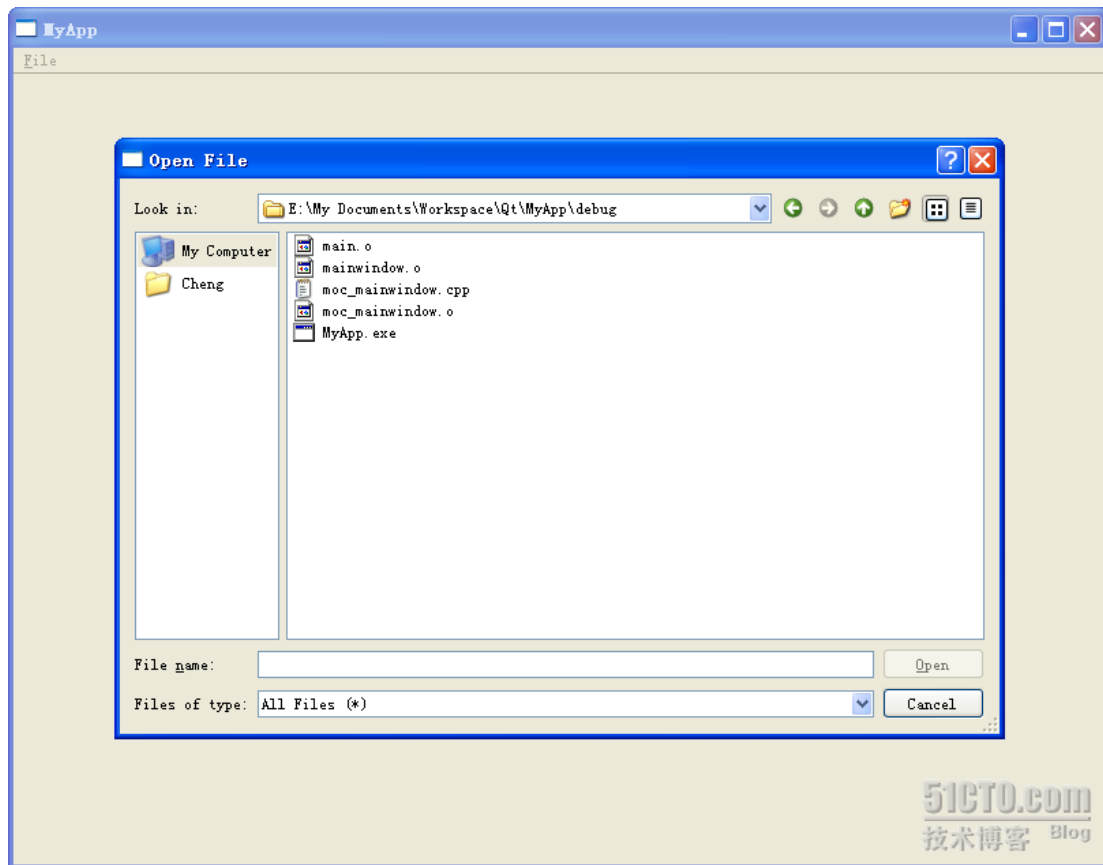 MyApp
File
Open File
Look in: E:\My Documents\Workspace\Qt\MyApp\debug
My Computer
Cheng
main.o
mainwindow.o
moc_mainwindow.cpp
moc_mainwindow.o
MyApp.exe
File name: Open
Files of type: All Files (*) Cancel
51CTO.com
技术博客 Blog